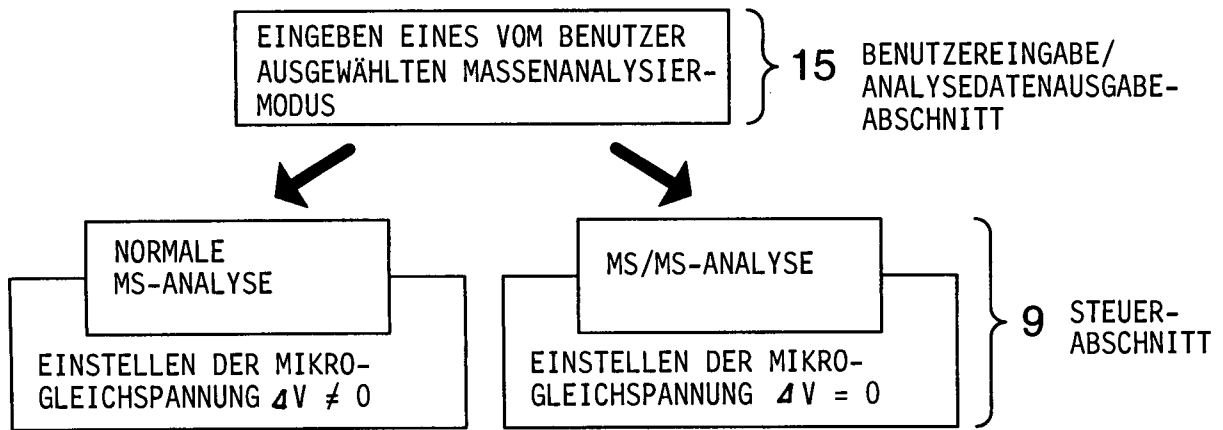 EINGEBEN EINES VOM BENUTZER
AUSGEWÄHLTEN MASSENANALYSIER-
MODUS
15 BENUTZEREINGABE/
ANALYSEDATENAUSGABE-
ABSCHNITT
NORMALE
MS-ANALYSE
EINSTELLEN DER MIKRO-
GLEICHSPANNUNG ΔV ≠ 0
MS/MS-ANALYSE
EINSTELLEN DER MIKRO-
GLEICHSPANNUNG ΔV = 0
9 STEUER-
ABSCHNITT